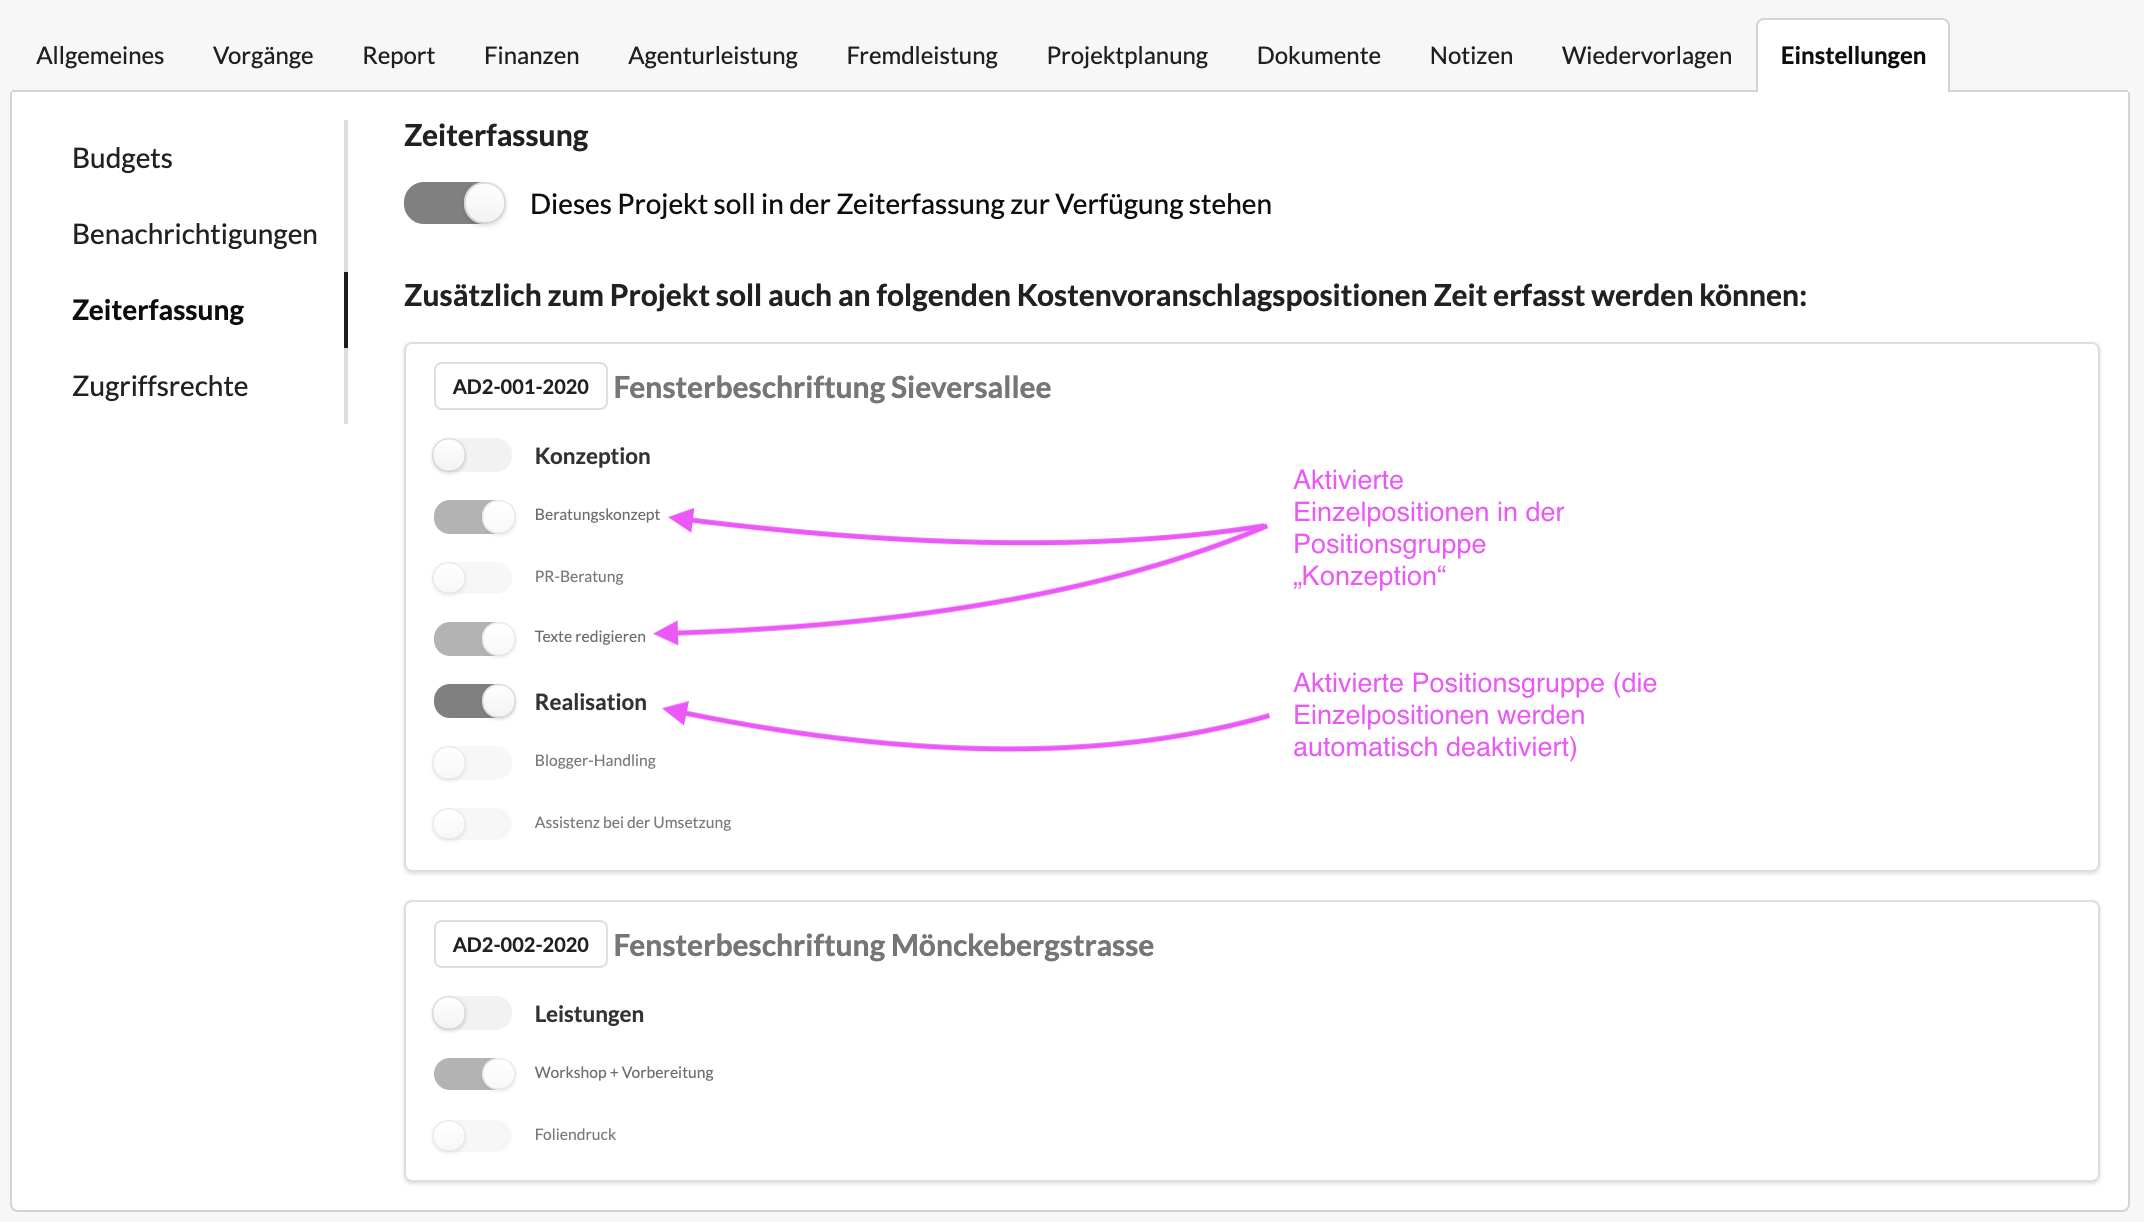 Allgemeines Vorgänge Report Finanzen Agenturleistung Fremdleistung Projektplanung Dokumente Notizen Wiedervorlagen Einstellungen
Budgets
Benachrichtigungen
Zeiterfassung
Zugriffsrechte
Zeiterfassung
Dieses Projekt soll in der Zeiterfassung zur Verfügung stehen
Zusätzlich zum Projekt soll auch an folgenden Kostenvoranschlagspositionen Zeit erfasst werden können:
AD2-001-2020 Fensterbeschriftung Sieversallee
Konzeption
Beratungskonzept
PR-Beratung
Texte redigieren
Realisation
Blogger-Handling
Assistenz bei der Umsetzung
Aktivierte
Einzelpositionen in der
Positionsgruppe
„Konzeption“
Aktivierte Positionsgruppe (die
Einzelpositionen werden
automatisch deaktiviert)
AD2-002-2020 Fensterbeschriftung Mönckebergstrasse
Leistungen
Workshop + Vorbereitung
Foliendruck